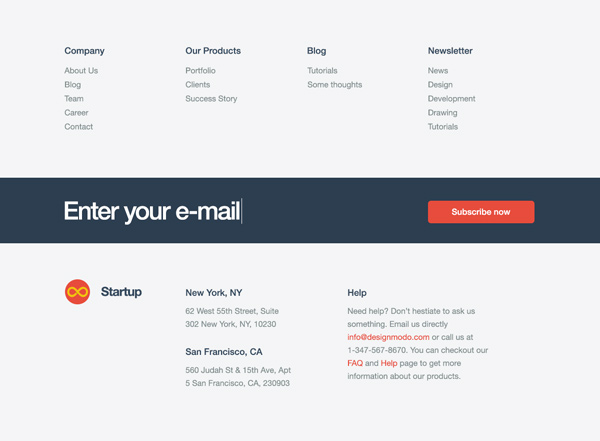 Company
About Us
Blog
Team
Career
Contact
Our Products
Portfolio
Clients
Success Story
Blog
Tutorials
Some thoughts
Newsletter
News
Design
Development
Drawing
Tutorials
Enter your e-mail
Subscribe now
Startup
New York, NY
62 West 55th Street, Suite
302 New York, NY, 10230
San Francisco, CA
560 Judah St & 15th Ave, Apt
5 San Francisco, CA, 230903
Help
Need help? Don't hestiate to ask us
something. Email us directly
info@designmodo.com or call us at
1-347-567-8670. You can checkout our
FAQ and Help page to get more
information about our products.